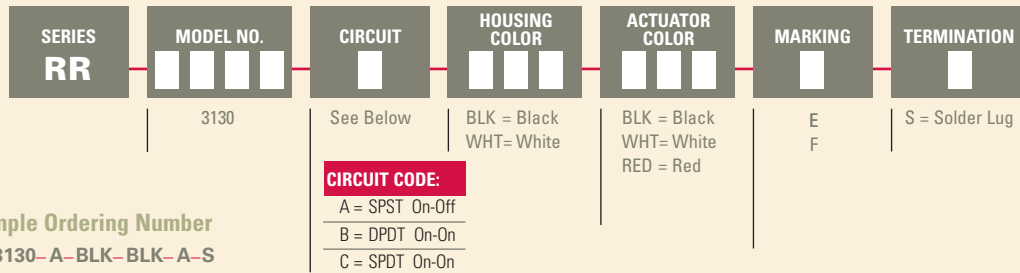 SERIES
RR
MODEL NO.
3130
CIRCUIT
See Below
HOUSING
COLOR
BLK = Black
WHT= White
ACTUATOR
COLOR
BLK = Black
WHT= White
RED = Red
MARKING
E
F
TERMINATION
S = Solder Lug
CIRCUIT CODE:
A = SPST On-Off
B = DPDT On-On
C = SPDT On-On
Ordering Number
–A–BLK–BLK–A–S